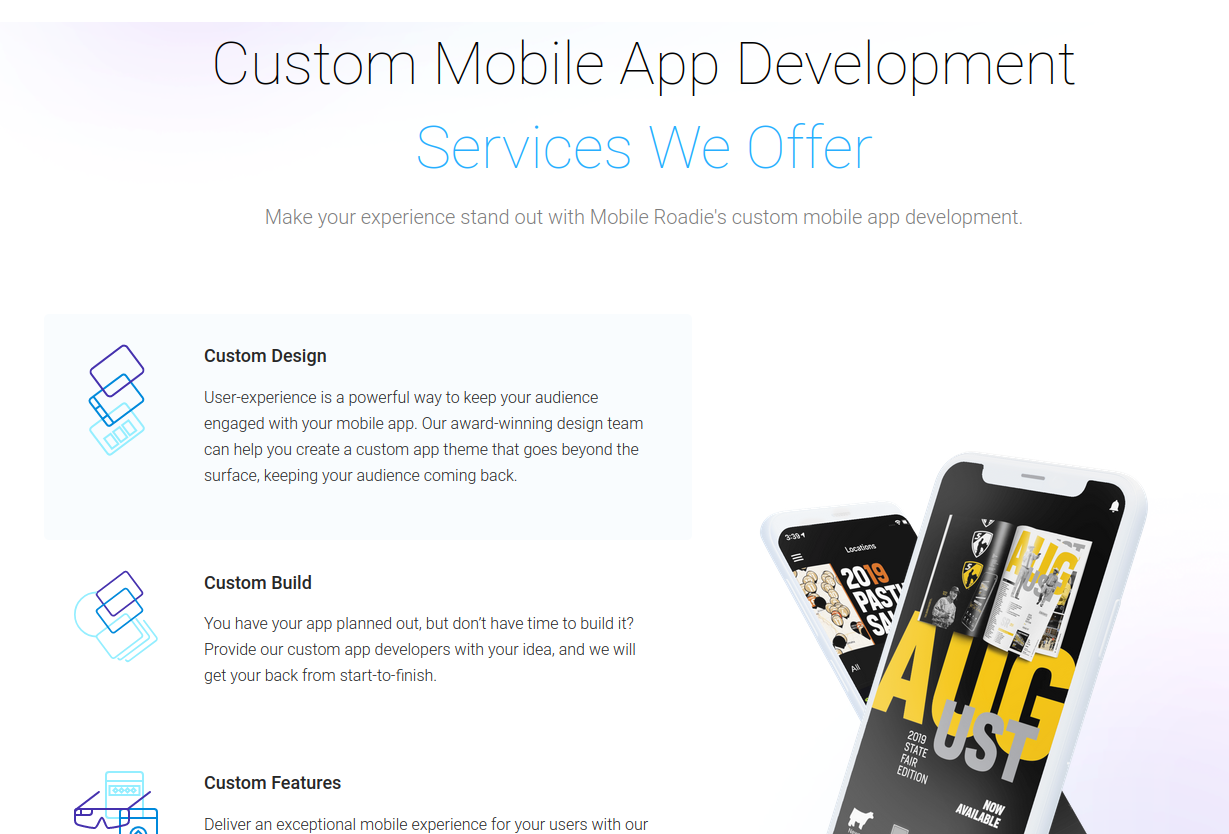 Custom Mobile App Development
Services We Offer
Make your experience stand out with Mobile Roadie's custom mobile app development.
Custom Design
User-experience is a powerful way to keep your audience
engaged with your mobile app. Our award-winning design team
can help you create a custom app theme that goes beyond the
surface, keeping your audience coming back.
Custom Build
You have your app planned out, but don’t have time to build it?
Provide our custom app developers with your idea, and we will
get your back from start-to-finish.
Custom Features
Deliver an exceptional mobile experience for your users with our
3:39
Locations
2019
PAST
SAL
All
AUG
UST
AUG
UST
2019
STATE
FAIR
EDITION
NOW
AVAILABLE